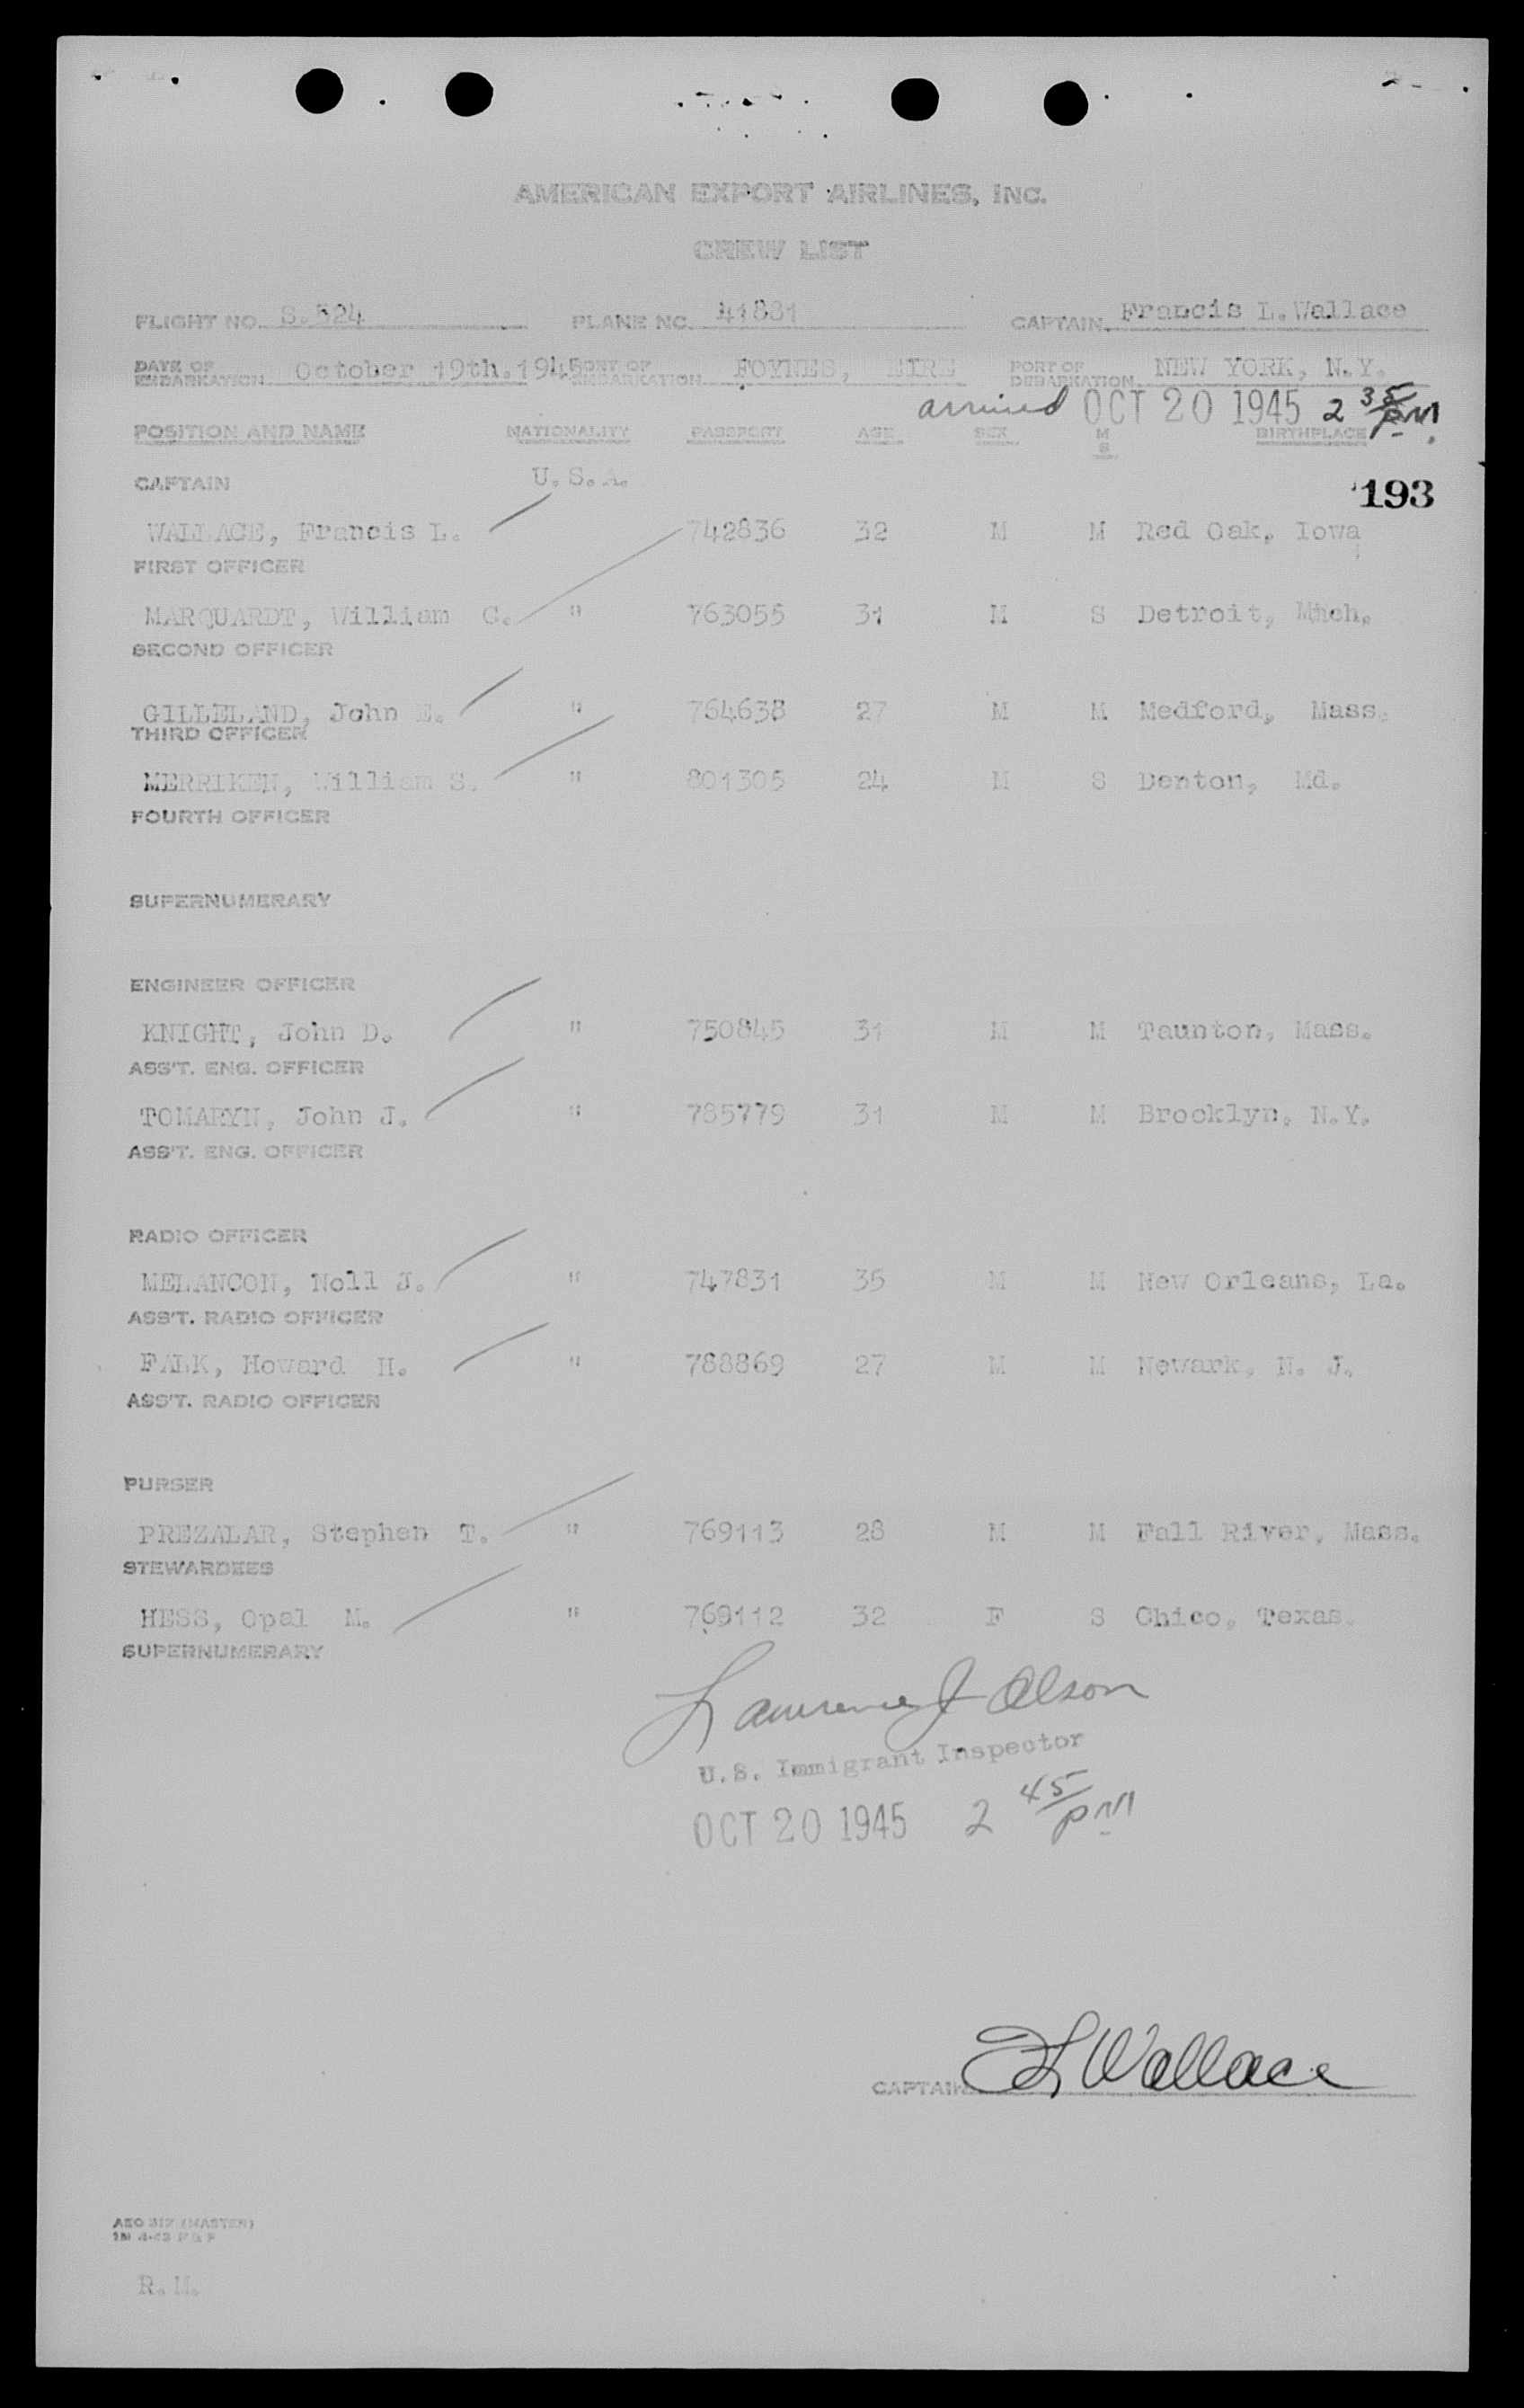 AMERICAN EXPORT AIRLINES, INC.
CREW LIST
FLIGHT NO. S.524 PLANE NO. 41881 CAPTAIN Francis L. Wallace
DATE OF EMBARKATION October 19th. 1945 PORT OF EMBARKATION FOYNES, EIRE PORT OF DEBARKATION NEW YORK, N.Y.
arrived OCT 20 1945 2 35 PM
POSITION AND NAME NATIONALITY PASSPORT AGE SEX M S BIRTHPLACE
CAPTAIN U.S.A. 193
WALLACE, Francis L. 742836 32 M M Red Oak, Iowa
FIRST OFFICER
MARQUARDT, William C. " 763055 31 M S Detroit, Mich.
SECOND OFFICER
GILLELAND, John E. " 764638 27 M M Medford, Mass.
THIRD OFFICER
MERRIKEN, William S. " 801305 24 M S Denton, Md.
FOURTH OFFICER
SUPERNUMERARY
ENGINEER OFFICER
KNIGHT, John D. " 750845 31 M M Taunton, Mass.
ASS'T. ENG. OFFICER
TOMARYN, John J. " 785779 31 M M Brooklyn, N.Y.
ASS'T. ENG. OFFICER
RADIO OFFICER
MELANCON, Noll J. " 747831 35 M M New Orleans, La.
ASS'T. RADIO OFFICER
FALK, Howard H. " 788869 27 M M Newark, N. J.
ASS'T. RADIO OFFICER
PURSER
PREZALAR, Stephen T. " 769113 28 M M Fall River, Mass.
STEWARDESS
HESS, Opal M. " 769112 32 F S Chico, Texas.
SUPERNUMERARY
Lawrence J Olson
U.S. Immigrant Inspector
OCT 20 1945 2 45 PM
CAPTAIN F L Wallace
(MASTER)
R. M.